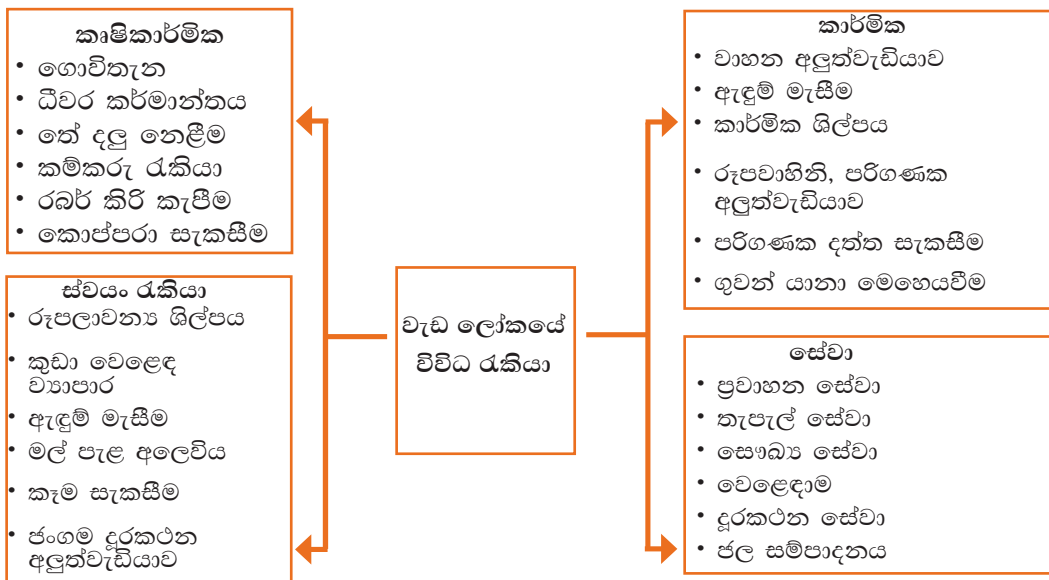 කෘෂිකාර්මික
• ගොවිතැන
• ධීවර කර්මාන්තය
• තේ දලු නෙළීම
• කම්කරු රැකියා
• රබර් කිරි කැපීම
• කොප්පරා සැකසීම
ස්වයං රැකියා
• රූපලාවන්‍ය ශිල්පය
• කුඩා වෙළෙඳ
ව්‍යාපාර
• ඇඳුම් මැසීම
• මල් පැළ අලෙවිය
• කෑම සැකසීම
• ජංගම දූරකථන
අලුත්වැඩියාව
වැඩ ලෝකයේ
විවිධ රැකියා
කාර්මික
• වාහන අලුත්වැඩියාව
• ඇඳුම් මැසීම
• කාර්මික ශිල්පය
• රූපවාහිනි, පරිගණක
අලුත්වැඩියාව
• පරිගණක දත්ත සැකසීම
• ගුවන් යානා මෙහෙයවීම
සේවා
• ප්‍රවාහන සේවා
• තැපැල් සේවා
• සෞඛ්‍ය සේවා
• වෙළෙඳාම
• දූරකථන සේවා
• ජල සම්පාදනය